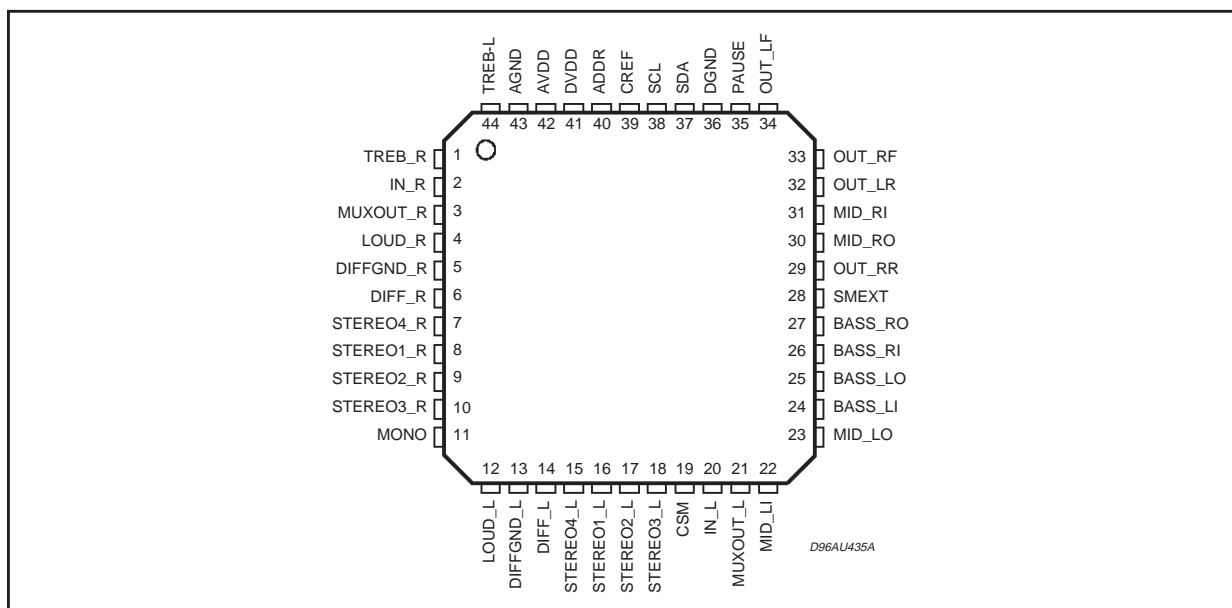 TREB-L
AGND
AVDD
DVDD
ADDR
CREF
SCL
SDA
DGND
PAUSE
OUT_LF
44 43 42 41 40 39 38 37 36 35 34
TREB_R 1
IN_R 2
MUXOUT_R 3
LOUD_R 4
DIFFGND_R 5
DIFF_R 6
STEREO4_R 7
STEREO1_R 8
STEREO2_R 9
STEREO3_R 10
MONO 11
33 OUT_RF
32 OUT_LR
31 MID_RI
30 MID_RO
29 OUT_RR
28 SMEXT
27 BASS_RO
26 BASS_RI
25 BASS_LO
24 BASS_LI
23 MID_LO
12 13 14 15 16 17 18 19 20 21 22
LOUD_L
DIFFGND_L
DIFF_L
STEREO4_L
STEREO1_L
STEREO2_L
STEREO3_L
CSM
IN_L
MUXOUT_L
MID_LI
D96AU435A